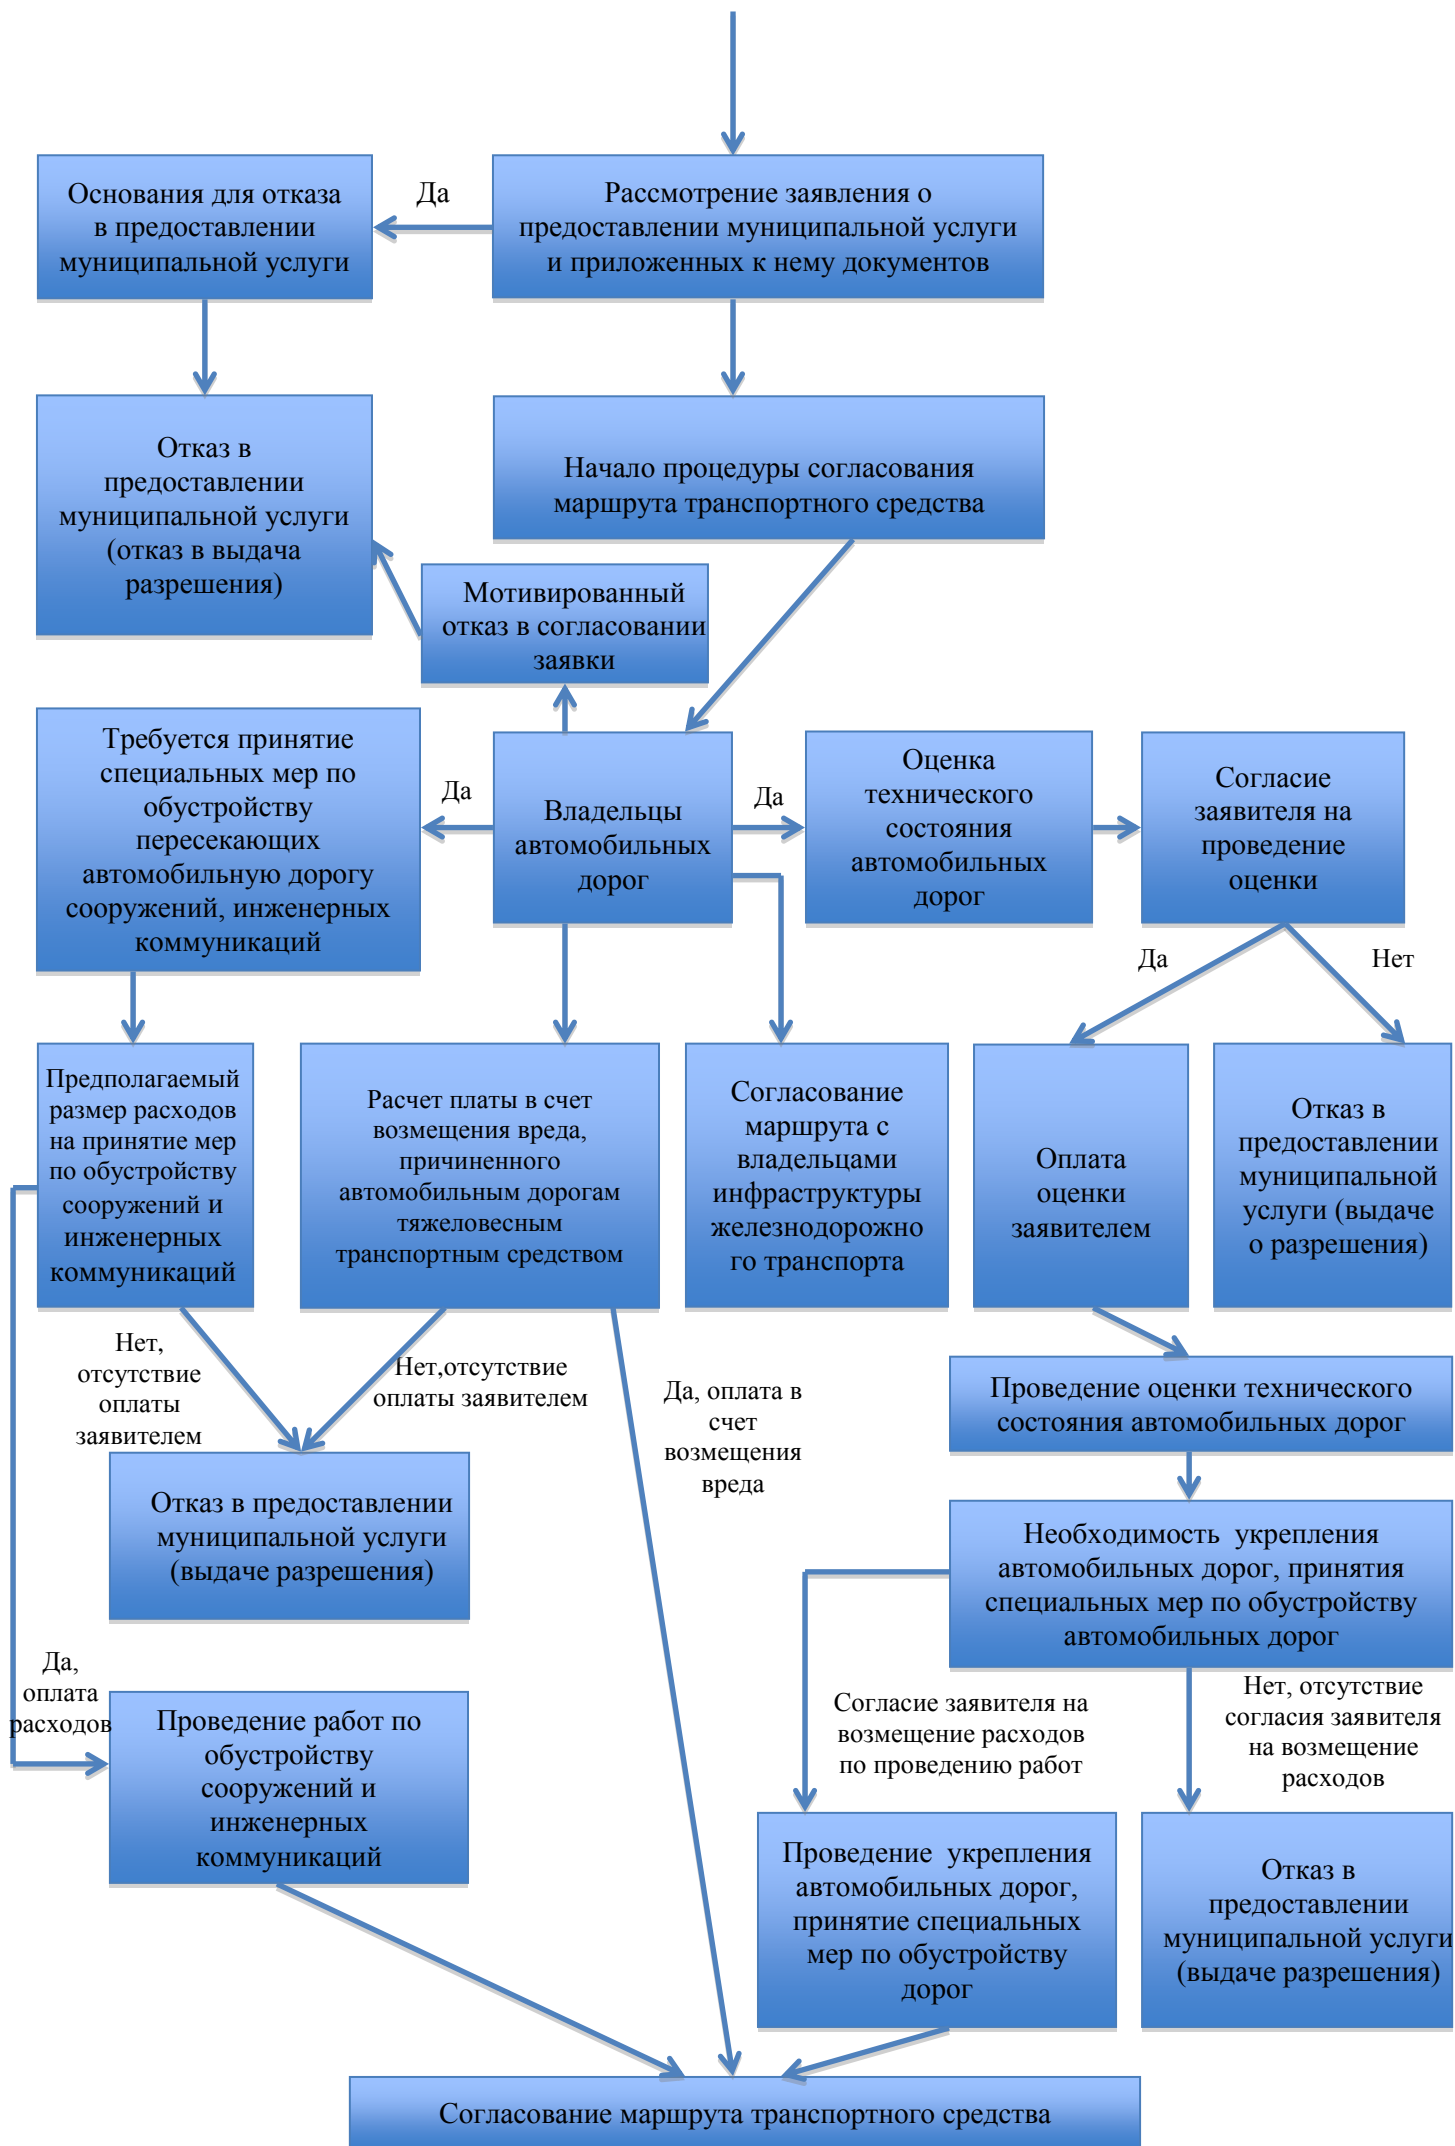 Основания для отказа
в предоставлении
муниципальной услуги
Да
Рассмотрение заявления о
предоставлении муниципальной услуги
и приложенных к нему документов
Отказ в
предоставлении
муниципальной услуги
(отказ в выдача
разрешения)
Начало процедуры согласования
маршрута транспортного средства
Мотивированный
отказ в согласовании
заявки
Требуется принятие
специальных мер по
обустройству
пересекающих
автомобильную дорогу
сооружений, инженерных
коммуникаций
Да
Владельцы
автомобильных
дорог
Да
Оценка
технического
состояния
автомобильных
дорог
Согласие
заявителя на
проведение
оценки
Да
Нет
Предполагаемый
размер расходов
на принятие мер
по обустройству
сооружений и
инженерных
коммуникаций
Расчет платы в счет
возмещения вреда,
причиненного
автомобильным дорогам
тяжеловесным
транспортным средством
Согласование
маршрута с
владельцами
инфраструктуры
железнодорожно
го транспорта
Оплата
оценки
заявителем
Отказ в
предоставлении
муниципальной
услуги (выдаче
о разрешения)
Нет,
отсутствие
оплаты
заявителем
Нет,отсутствие
оплаты заявителем
Да, оплата в
счет
возмещения
вреда
Проведение оценки технического
состояния автомобильных дорог
Отказ в предоставлении
муниципальной услуги
(выдаче разрешения)
Необходимость  укрепления
автомобильных дорог, принятия
специальных мер по обустройству
автомобильных дорог
Да,
оплата
расходов
Проведение работ по
обустройству
сооружений и
инженерных
коммуникаций
Согласие заявителя на
возмещение расходов
по проведению работ
Нет, отсутствие
согласия заявителя
на возмещение
расходов
Проведение  укрепления
автомобильных дорог,
принятие специальных
мер по обустройству
дорог
Отказ в
предоставлении
муниципальной услуги
(выдаче разрешения)
Согласование маршрута транспортного средства